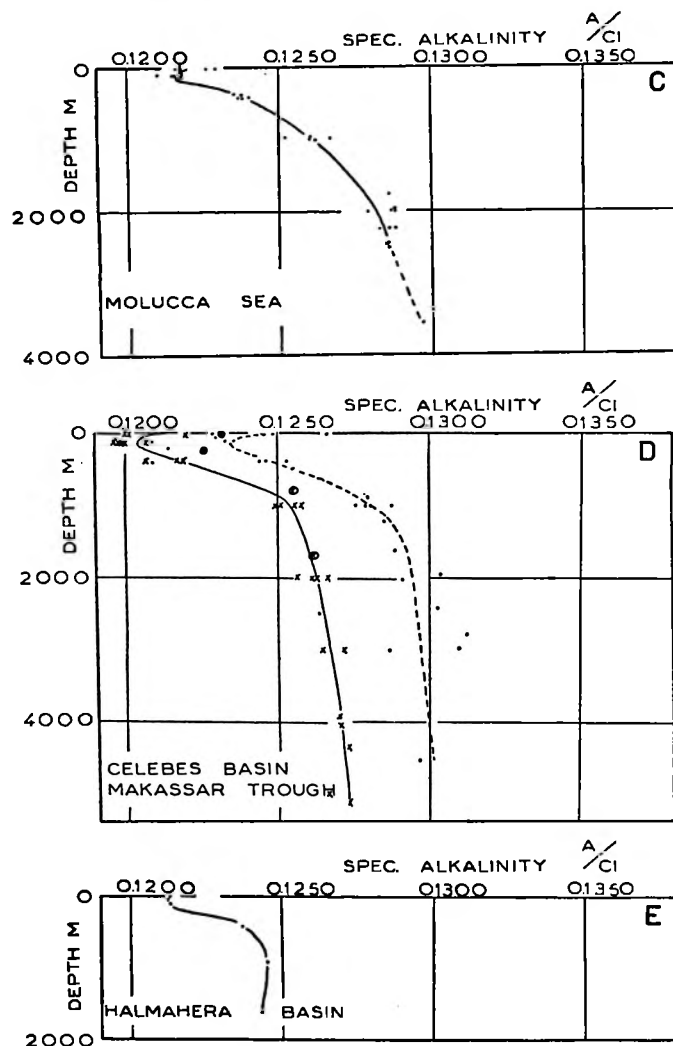 A/Cl
SPEC. ALKALINITY
0.1200 0.1250 0.1300 0.1350
C
0
DEPTH M
2000
MOLUCCA SEA
4000
A/Cl
SPEC. ALKALINITY
0.1200 0.1250 0.1300 0.1350
D
0
DEPTH M
2000
4000
CELEBES BASIN
MAKASSAR TROUGH
A/Cl
SPEC. ALKALINITY
0.1200 0.1250 0.1300 0.1350
E
0
DEPTH M
HALMAHERA BASIN
2000